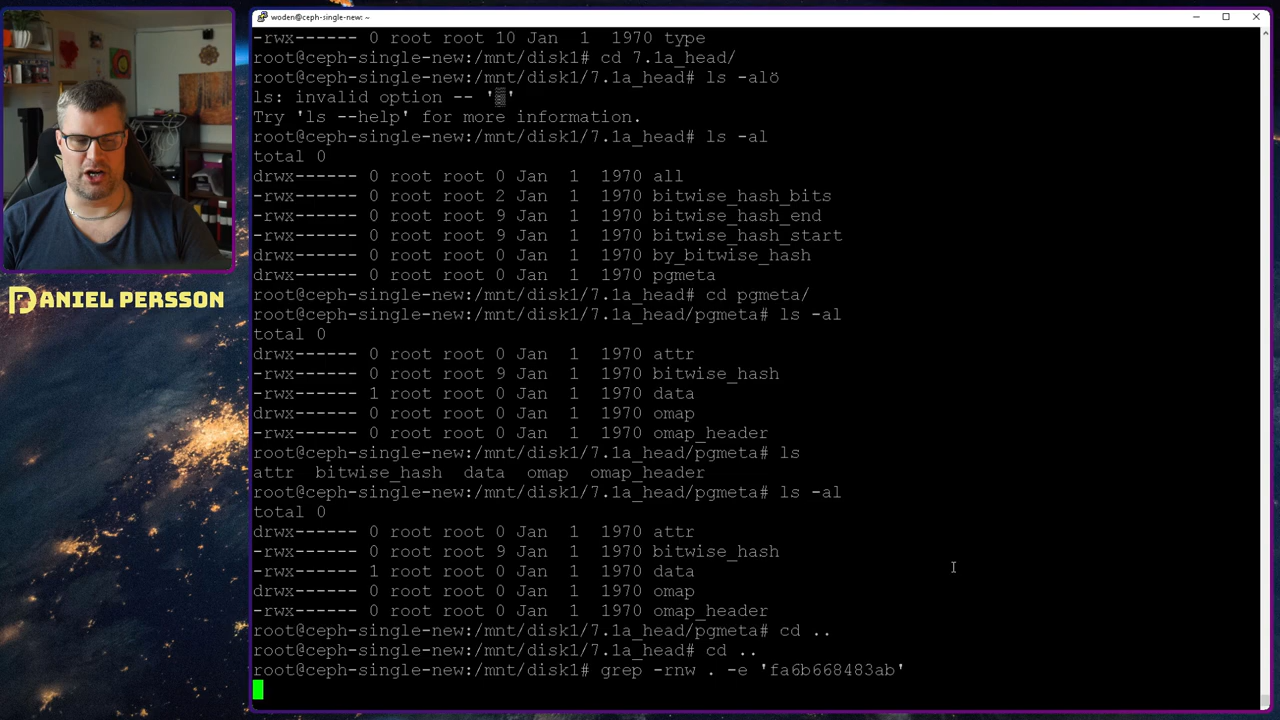 woden@ceph-single-new: ~
-rwx------ 0 root root 10 Jan  1  1970 type
root@ceph-single-new:/mnt/disk1# cd 7.1a_head/
root@ceph-single-new:/mnt/disk1/7.1a_head# ls -alö
ls: invalid option -- '▒'
Try 'ls --help' for more information.
root@ceph-single-new:/mnt/disk1/7.1a_head# ls -al
total 0
drwx------ 0 root root 0 Jan  1  1970 all
-rwx------ 0 root root 2 Jan  1  1970 bitwise_hash_bits
-rwx------ 0 root root 9 Jan  1  1970 bitwise_hash_end
-rwx------ 0 root root 9 Jan  1  1970 bitwise_hash_start
drwx------ 0 root root 0 Jan  1  1970 by_bitwise_hash
drwx------ 0 root root 0 Jan  1  1970 pgmeta
root@ceph-single-new:/mnt/disk1/7.1a_head# cd pgmeta/
root@ceph-single-new:/mnt/disk1/7.1a_head/pgmeta# ls -al
total 0
drwx------ 0 root root 0 Jan  1  1970 attr
-rwx------ 0 root root 9 Jan  1  1970 bitwise_hash
-rwx------ 1 root root 0 Jan  1  1970 data
drwx------ 0 root root 0 Jan  1  1970 omap
-rwx------ 0 root root 0 Jan  1  1970 omap_header
root@ceph-single-new:/mnt/disk1/7.1a_head/pgmeta# ls
attr  bitwise_hash  data  omap  omap_header
root@ceph-single-new:/mnt/disk1/7.1a_head/pgmeta# ls -al
total 0
drwx------ 0 root root 0 Jan  1  1970 attr
-rwx------ 0 root root 9 Jan  1  1970 bitwise_hash
-rwx------ 1 root root 0 Jan  1  1970 data
drwx------ 0 root root 0 Jan  1  1970 omap
-rwx------ 0 root root 0 Jan  1  1970 omap_header
root@ceph-single-new:/mnt/disk1/7.1a_head/pgmeta# cd ..
root@ceph-single-new:/mnt/disk1/7.1a_head# cd ..
root@ceph-single-new:/mnt/disk1# grep -rnw . -e 'fa6b668483ab'
DANIEL PERSSON